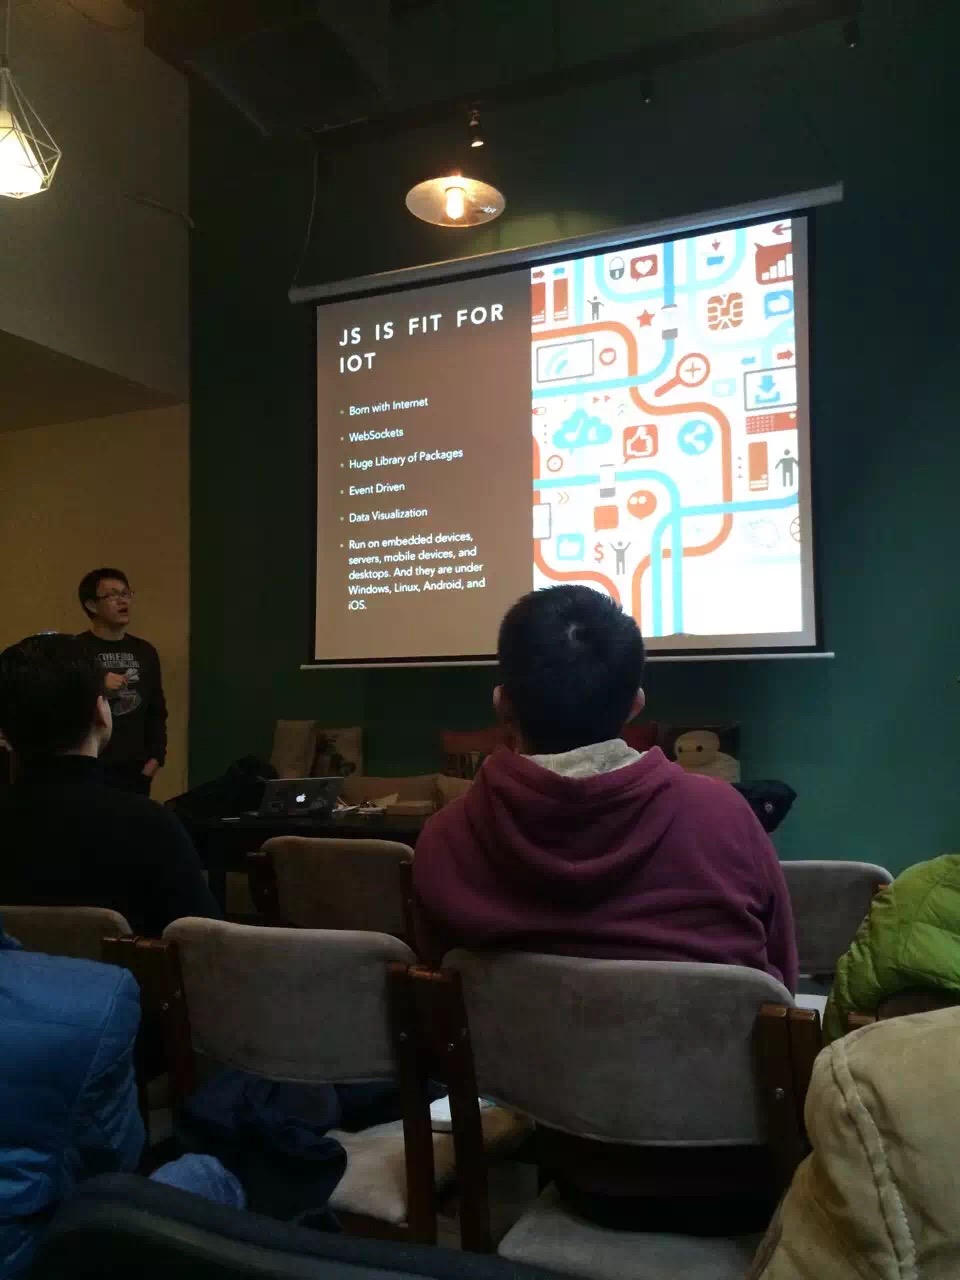 JS IS FIT FOR
IOT
Born with Internet
WebSockets
Huge Library of Packages
Event Driven
Data Visualization
Run on embedded devices,
servers, mobile devices, and
desktops. And they are under
Windows, Linux, Android, and
iOS.